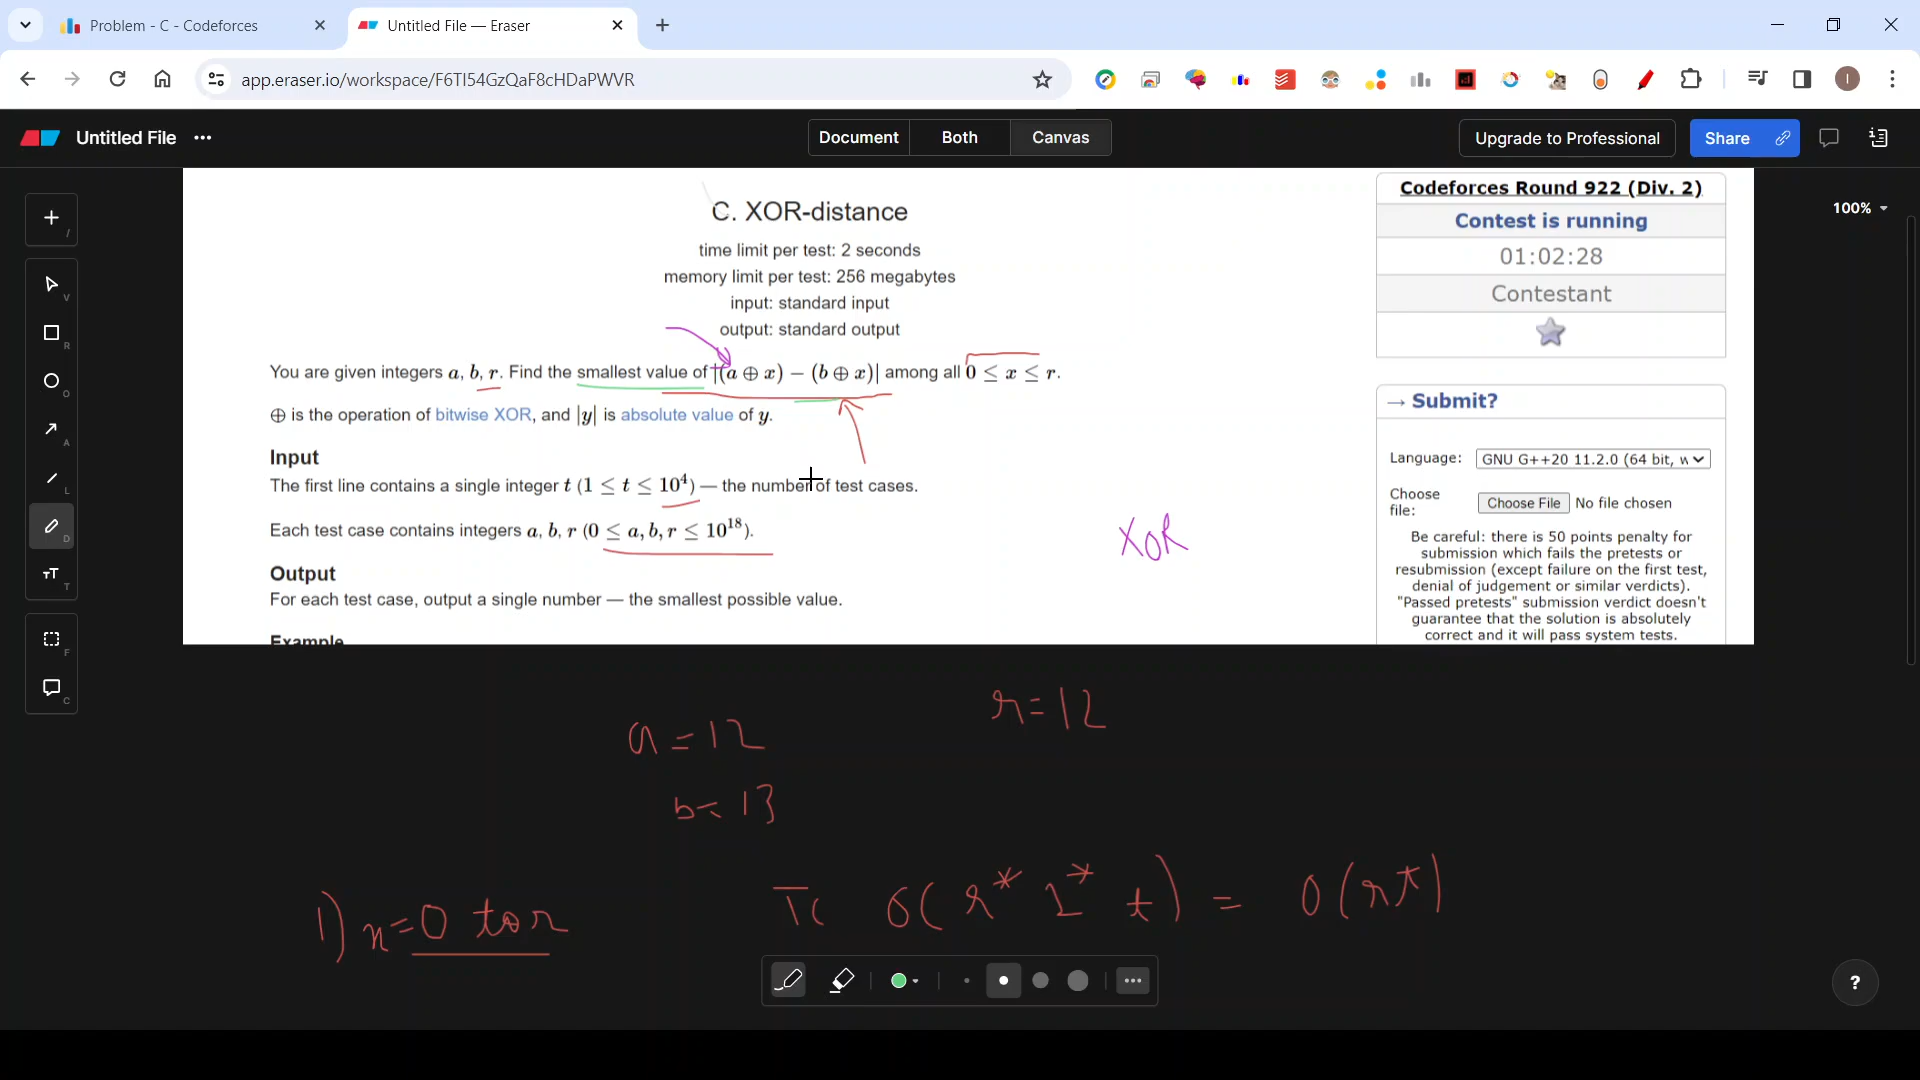 Problem - C - Codeforces
Untitled File — Eraser
app.eraser.io/workspace/F6TI54GzQaF8cHDaPWVR
Untitled File
Document
Both
Canvas
Upgrade to Professional
Share
100%
C. XOR-distance
time limit per test: 2 seconds
memory limit per test: 256 megabytes
input: standard input
output: standard output
You are given integers a, b, r. Find the smallest value of |(a ⊕ x) − (b ⊕ x)| among all 0 ≤ x ≤ r.
⊕ is the operation of bitwise XOR, and |y| is absolute value of y.
Input
The first line contains a single integer t (1 ≤ t ≤ 10⁴) — the number of test cases.
Each test case contains integers a, b, r (0 ≤ a, b, r ≤ 10¹⁸).
Output
For each test case, output a single number — the smallest possible value.
Example
XOR
Codeforces Round 922 (Div. 2)
Contest is running
01:02:28
Contestant
→ Submit?
Language: GNU G++20 11.2.0 (64 bit, w
Choose file: Choose File No file chosen
Be careful: there is 50 points penalty for
submission which fails the pretests or
resubmission (except failure on the first test,
denial of judgement or similar verdicts).
"Passed pretests" submission verdict doesn't
guarantee that the solution is absolutely
correct and it will pass system tests.
a = 12
r = 12
b = 13
1) x=0 to r
TC O( r * 1 * t ) = O(rt)
/
V
R
O
A
L
D
T
F
C
I
?